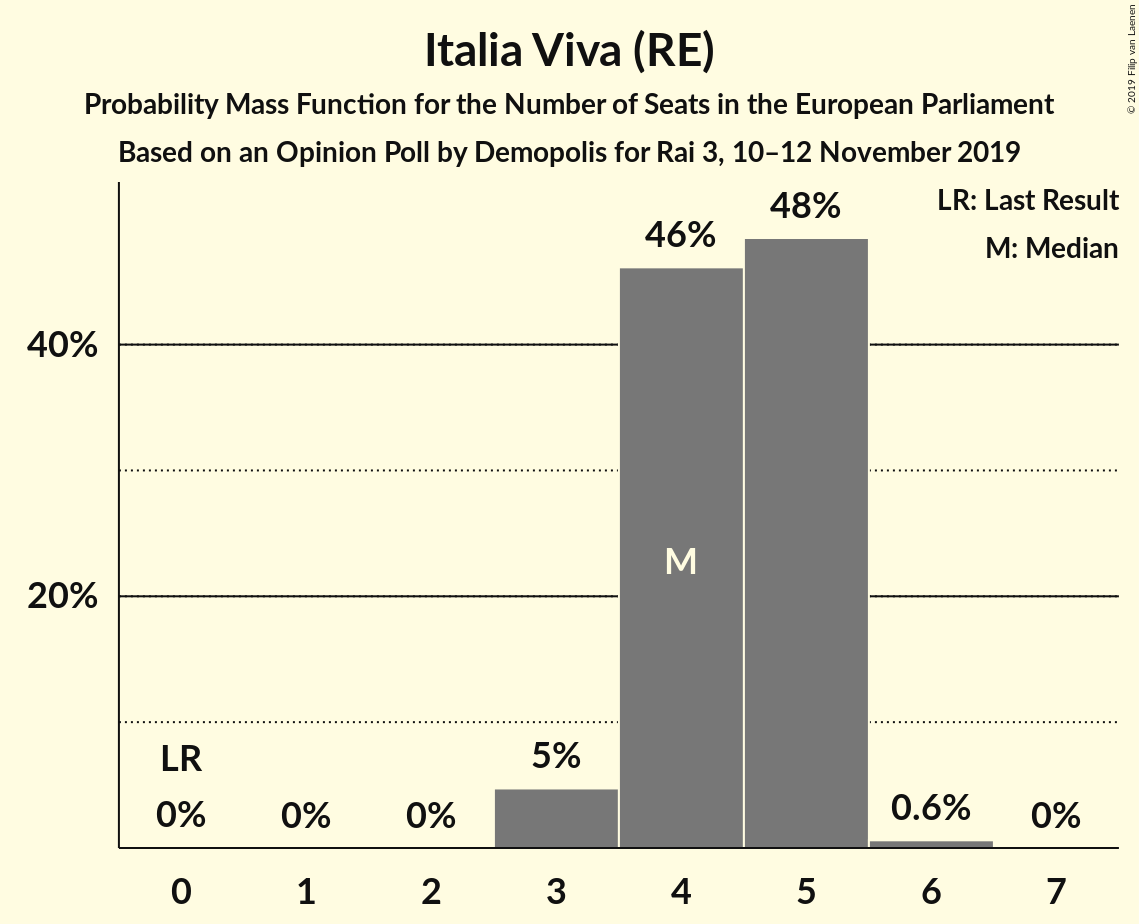 Italia Viva (RE)
Probability Mass Function for the Number of Seats in the European Parliament
Based on an Opinion Poll by Demopolis for Rai 3, 10–12 November 2019
© 2019 Filip van Laenen
LR: Last Result
M: Median
48%
46%
40%
M
20%
LR
5%
0%
0%
0%
0.6%
0%
0 1 2 3 4 5 6 7